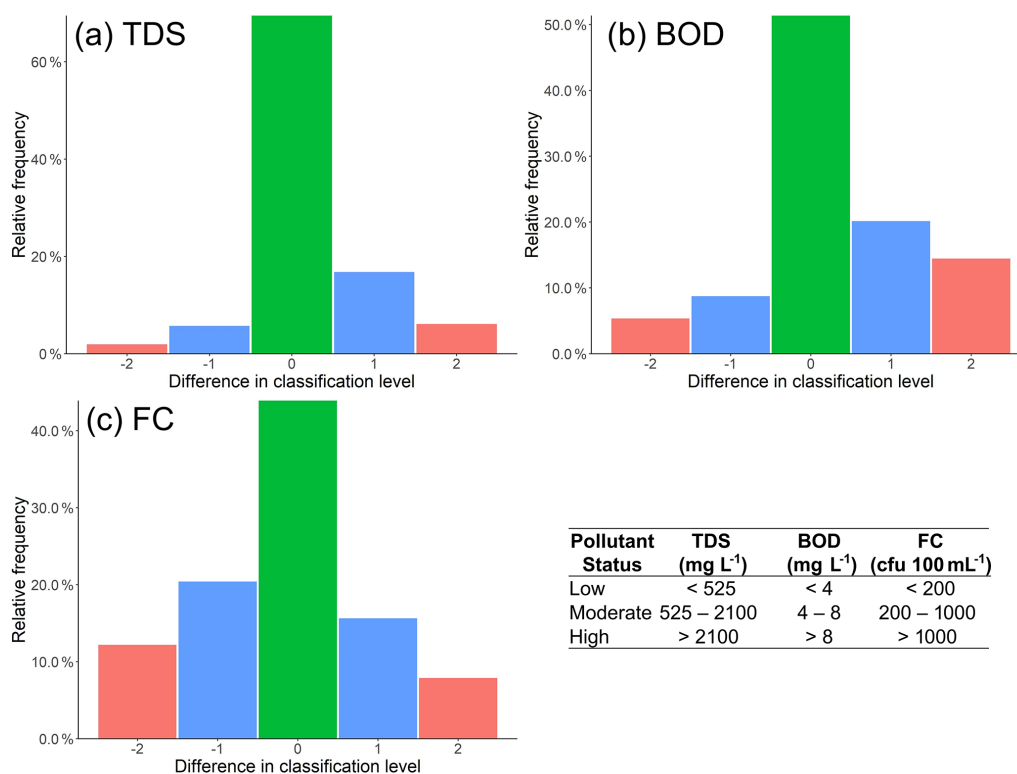 (a) TDS
60 %
40 %
20 %
0 %
Relative frequency
-2 -1 0 1 2
Difference in classification level
(b) BOD
50.0 %
40.0 %
30.0 %
20.0 %
10.0 %
0.0 %
Relative frequency
-2 -1 0 1 2
Difference in classification level
(c) FC
40.0 %
30.0 %
20.0 %
10.0 %
0.0 %
Relative frequency
-2 -1 0 1 2
Difference in classification level
Pollutant TDS BOD FC
Status (mg L⁻¹) (mg L⁻¹) (cfu 100 mL⁻¹)
Low < 525 < 4 < 200
Moderate 525 – 2100 4 – 8 200 – 1000
High > 2100 > 8 > 1000